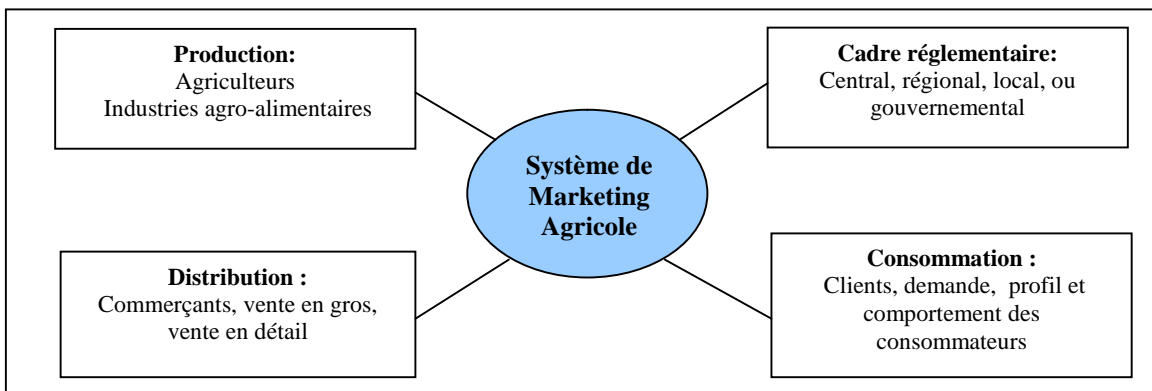 Production:
Agriculteurs
Industries agro-alimentaires
Cadre réglementaire:
Central, régional, local, ou
gouvernemental
Système de
Marketing
Agricole
Distribution :
Commerçants, vente en gros,
vente en détail
Consommation :
Clients, demande, profil et
comportement des
consommateurs